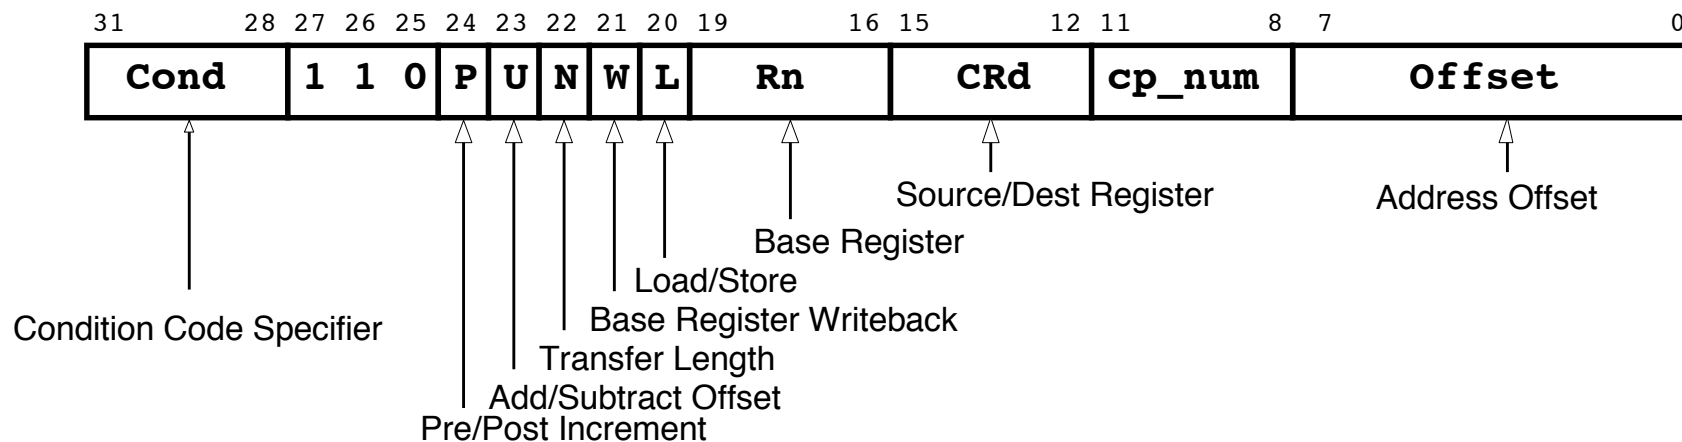 31 28 27 26 25 24 23 22 21 20 19 16 15 12 11 8 7 0
Cond 1 1 0 P U N W L Rn CRd cp_num Offset
Source/Dest Register
Address Offset
Base Register
Load/Store
Base Register Writeback
Condition Code Specifier
Transfer Length
Add/Subtract Offset
Pre/Post Increment